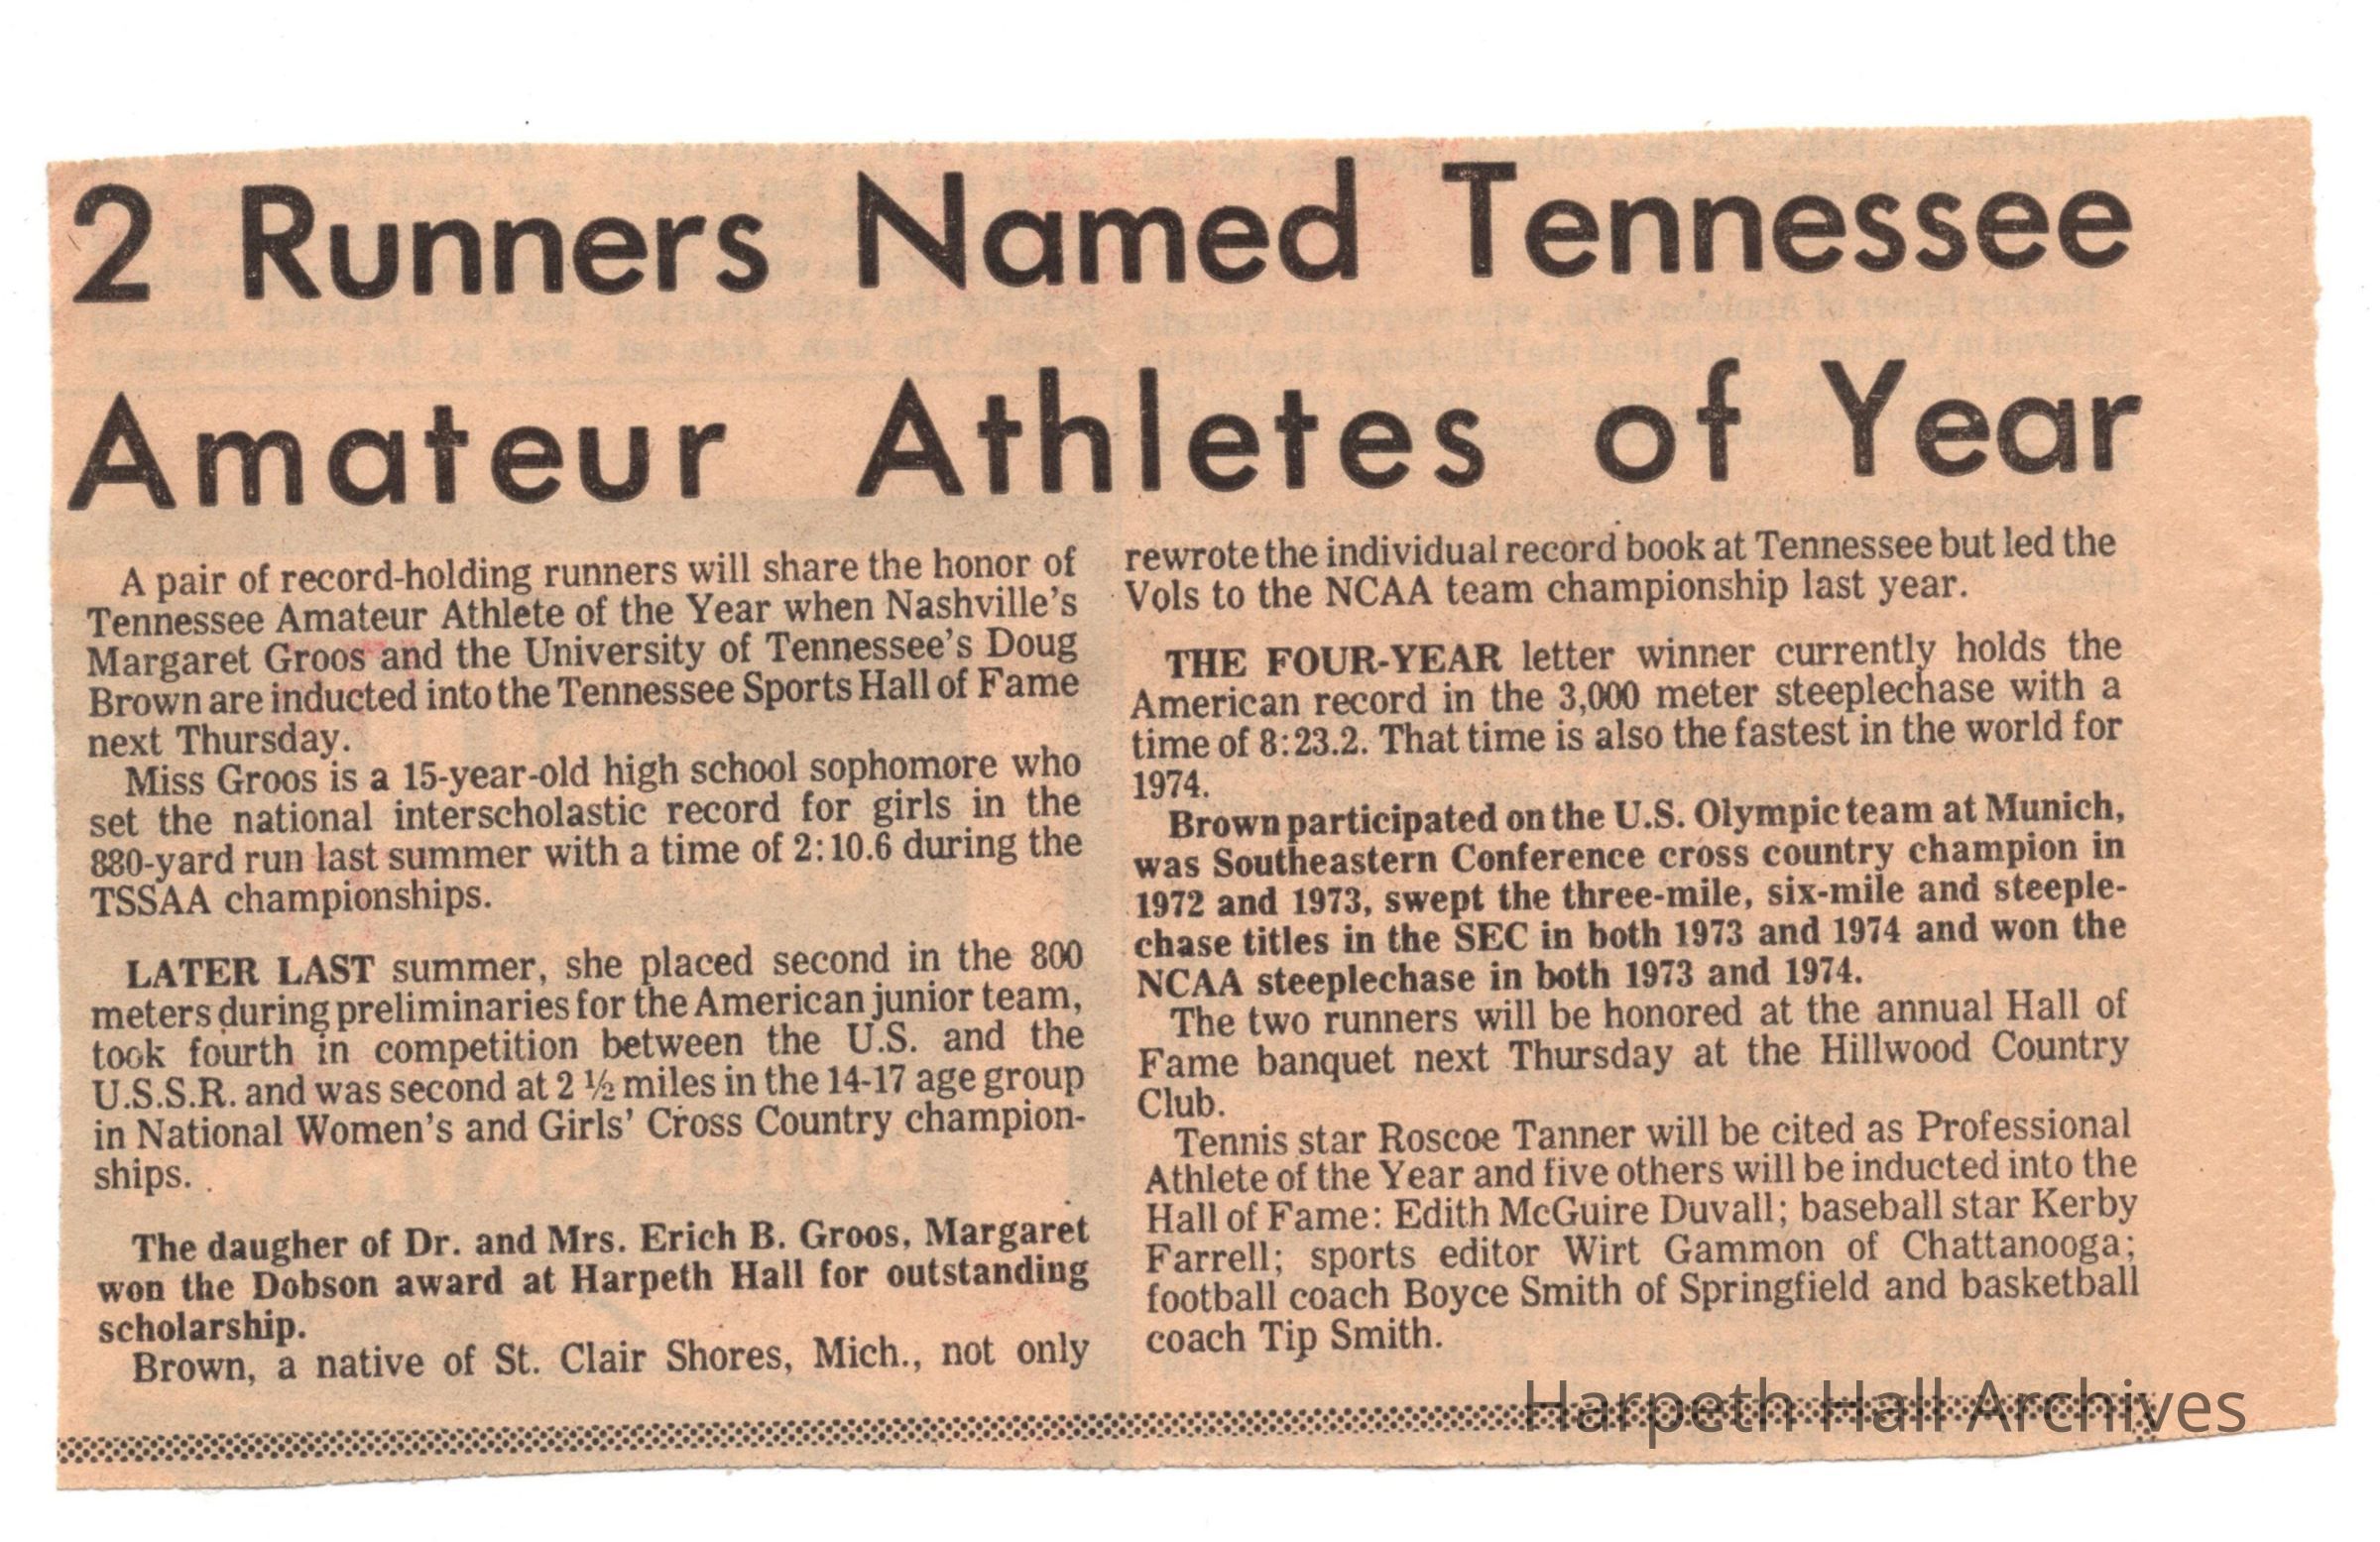 2 Runners Named Tennessee
Amateur Athletes of Year
A pair of record-holding runners will share the honor of
Tennessee Amateur Athlete of the Year when Nashville's
Margaret Groos and the University of Tennessee's Doug
Brown are inducted into the Tennessee Sports Hall of Fame
next Thursday.
Miss Groos is a 15-year-old high school sophomore who
set the national interscholastic record for girls in the
880-yard run last summer with a time of 2:10.6 during the
TSSAA championships.
LATER LAST summer, she placed second in the 800
meters during preliminaries for the American junior team,
took fourth in competition between the U.S. and the
U.S.S.R. and was second at 2 ½ miles in the 14-17 age group
in National Women's and Girls' Cross Country champion-
ships.
The daugher of Dr. and Mrs. Erich B. Groos, Margaret
won the Dobson award at Harpeth Hall for outstanding
scholarship.
Brown, a native of St. Clair Shores, Mich., not only
rewrote the individual record book at Tennessee but led the
Vols to the NCAA team championship last year.
THE FOUR-YEAR letter winner currently holds the
American record in the 3,000 meter steeplechase with a
time of 8:23.2. That time is also the fastest in the world for
1974.
Brown participated on the U.S. Olympic team at Munich,
was Southeastern Conference cross country champion in
1972 and 1973, swept the three-mile, six-mile and steeple-
chase titles in the SEC in both 1973 and 1974 and won the
NCAA steeplechase in both 1973 and 1974.
The two runners will be honored at the annual Hall of
Fame banquet next Thursday at the Hillwood Country
Club.
Tennis star Roscoe Tanner will be cited as Professional
Athlete of the Year and five others will be inducted into the
Hall of Fame: Edith McGuire Duvall; baseball star Kerby
Farrell; sports editor Wirt Gammon of Chattanooga;
football coach Boyce Smith of Springfield and basketball
coach Tip Smith.
Harpeth Hall Archives